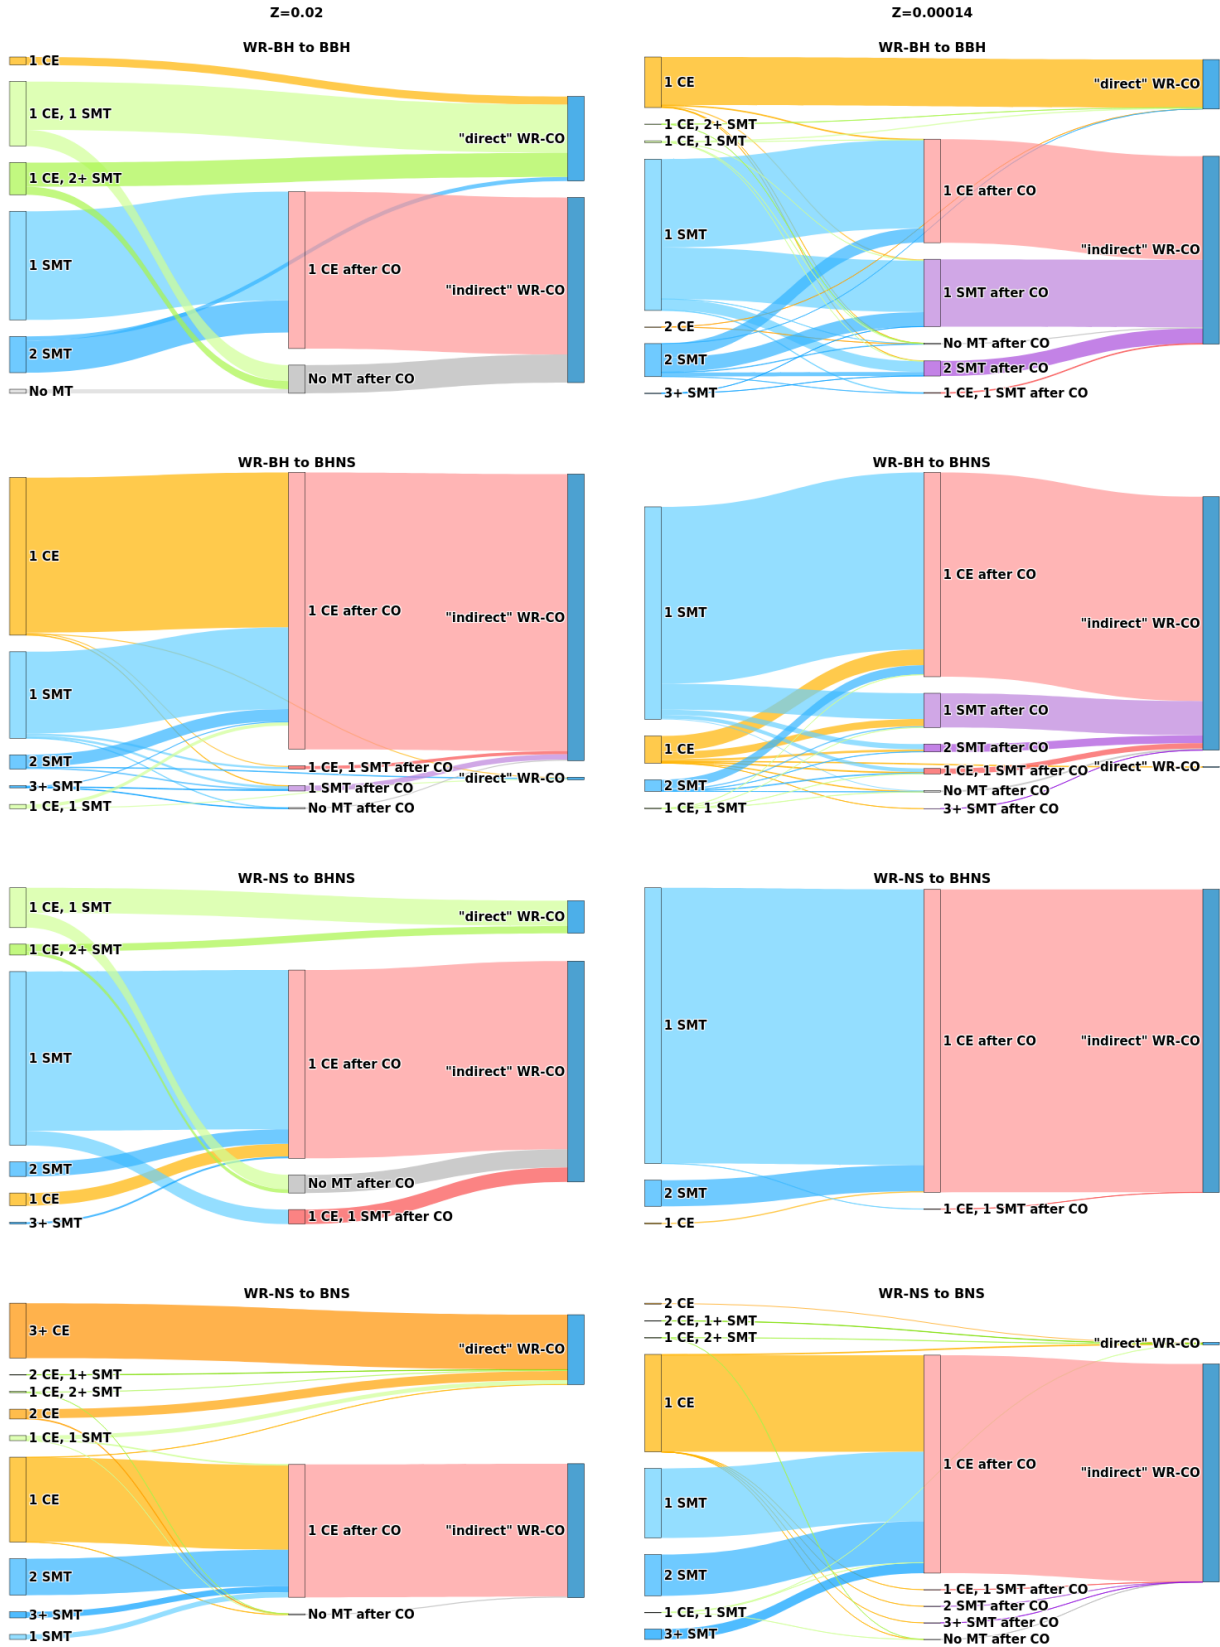 Z=0.02
Z=0.00014
WR-BH to BBH
1 CE
1 CE, 1 SMT
"direct" WR-CO
1 CE, 2+ SMT
1 SMT
1 CE after CO
"indirect" WR-CO
2 SMT
No MT after CO
No MT
WR-BH to BBH
1 CE
"direct" WR-CO
1 CE, 2+ SMT
1 CE, 1 SMT
1 CE after CO
1 SMT
"indirect" WR-CO
1 SMT after CO
2 CE
No MT after CO
2 SMT
2 SMT after CO
3+ SMT
1 CE, 1 SMT after CO
WR-BH to BHNS
1 CE
1 CE after CO
"indirect" WR-CO
1 SMT
2 SMT
1 CE, 1 SMT after CO
"direct" WR-CO
3+ SMT
1 SMT after CO
1 CE, 1 SMT
No MT after CO
WR-BH to BHNS
1 CE after CO
1 SMT
"indirect" WR-CO
1 SMT after CO
1 CE
2 SMT after CO
"direct" WR-CO
1 CE, 1 SMT after CO
2 SMT
No MT after CO
1 CE, 1 SMT
3+ SMT after CO
WR-NS to BHNS
1 CE, 1 SMT
"direct" WR-CO
1 CE, 2+ SMT
1 SMT
1 CE after CO
"indirect" WR-CO
2 SMT
No MT after CO
1 CE
1 CE, 1 SMT after CO
3+ SMT
WR-NS to BHNS
1 SMT
1 CE after CO
"indirect" WR-CO
2 SMT
1 CE, 1 SMT after CO
1 CE
WR-NS to BNS
3+ CE
"direct" WR-CO
2 CE, 1+ SMT
1 CE, 2+ SMT
2 CE
1 CE, 1 SMT
1 CE
1 CE after CO
"indirect" WR-CO
2 SMT
3+ SMT
No MT after CO
1 SMT
WR-NS to BNS
2 CE
2 CE, 1+ SMT
1 CE, 2+ SMT
"direct" WR-CO
1 CE
1 CE after CO
"indirect" WR-CO
1 SMT
2 SMT
1 CE, 1 SMT after CO
2 SMT after CO
1 CE, 1 SMT
3+ SMT after CO
3+ SMT
No MT after CO